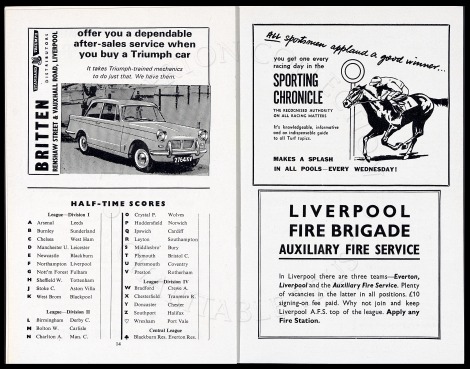 BRITTEN
STANDARD TRIUMPH
DISTRIBUTORS
RENSHAW STREET & VAUXHALL ROAD, LIVERPOOL
offer you a dependable
after-sales service when
you buy a Triumph car
It takes Triumph-trained mechanics
to do just that. We have them.
2764 KV
HALF-TIME SCORES
League—Division I
A Arsenal Leeds
B Burnley Sunderland
C Chelsea West Ham
D Manchester U. Leicester
E Newcastle Blackburn
F Northampton Liverpool
G Nott'm Forest Fulham
H Sheffield W. Tottenham
J Stoke C. Aston Villa
K West Brom Blackpool
League—Division II
L Birmingham Derby C.
M Bolton W. Carlisle
N Charlton A. Man. C.
O Crystal P. Wolves
P Huddersfield Norwich
Q Ipswich Cardiff
R Leyton Southampton
S Middlesbro' Bury
T Plymouth Bristol C.
U Portsmouth Coventry
V Preston Rotherham
League—Division IV
W Bradford Crewe A.
X Chesterfield Tranmere R.
Y Doncaster Chester
Z Southport Halifax
Wrexham Port Vale
Central League
Blackburn Res. Everton Res.
14
All sportsmen applaud a good winner...
you get one every
racing day in the
SPORTING
CHRONICLE
THE RECOGNISED AUTHORITY
ON ALL RACING MATTERS
It's knowledgeable, informative
and an indispensable guide
to all Turf topics.
MAKES A SPLASH
IN ALL POOLS—EVERY WEDNESDAY!
LIVERPOOL
FIRE BRIGADE
AUXILIARY FIRE SERVICE
In Liverpool there are three teams—Everton,
Liverpool and the Auxiliary Fire Service. Plenty
of vacancies in the latter in all positions. £10
signing-on fee paid. Why not join and keep
Liverpool A.F.S. top of the league. Apply any
Fire Station.